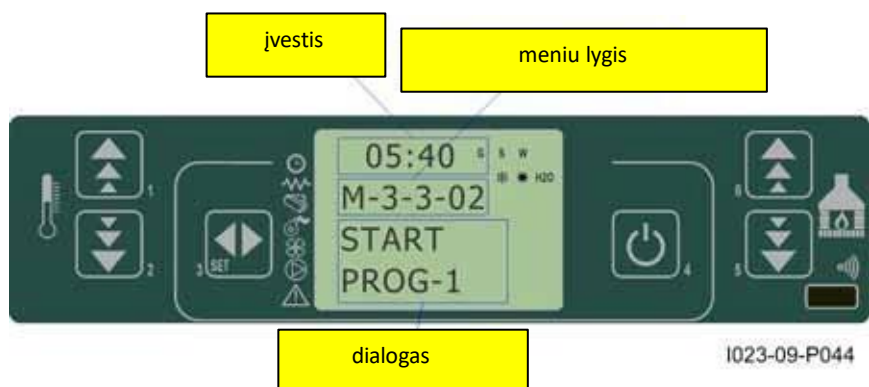 įvestis
meniu lygis
05:40 G S W
H2O
M-3-3-02
START
PROG-1
1
2
3 SET
4
5
6
dialogas
I023-09-P044